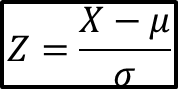 Z = (X − μ) / σ